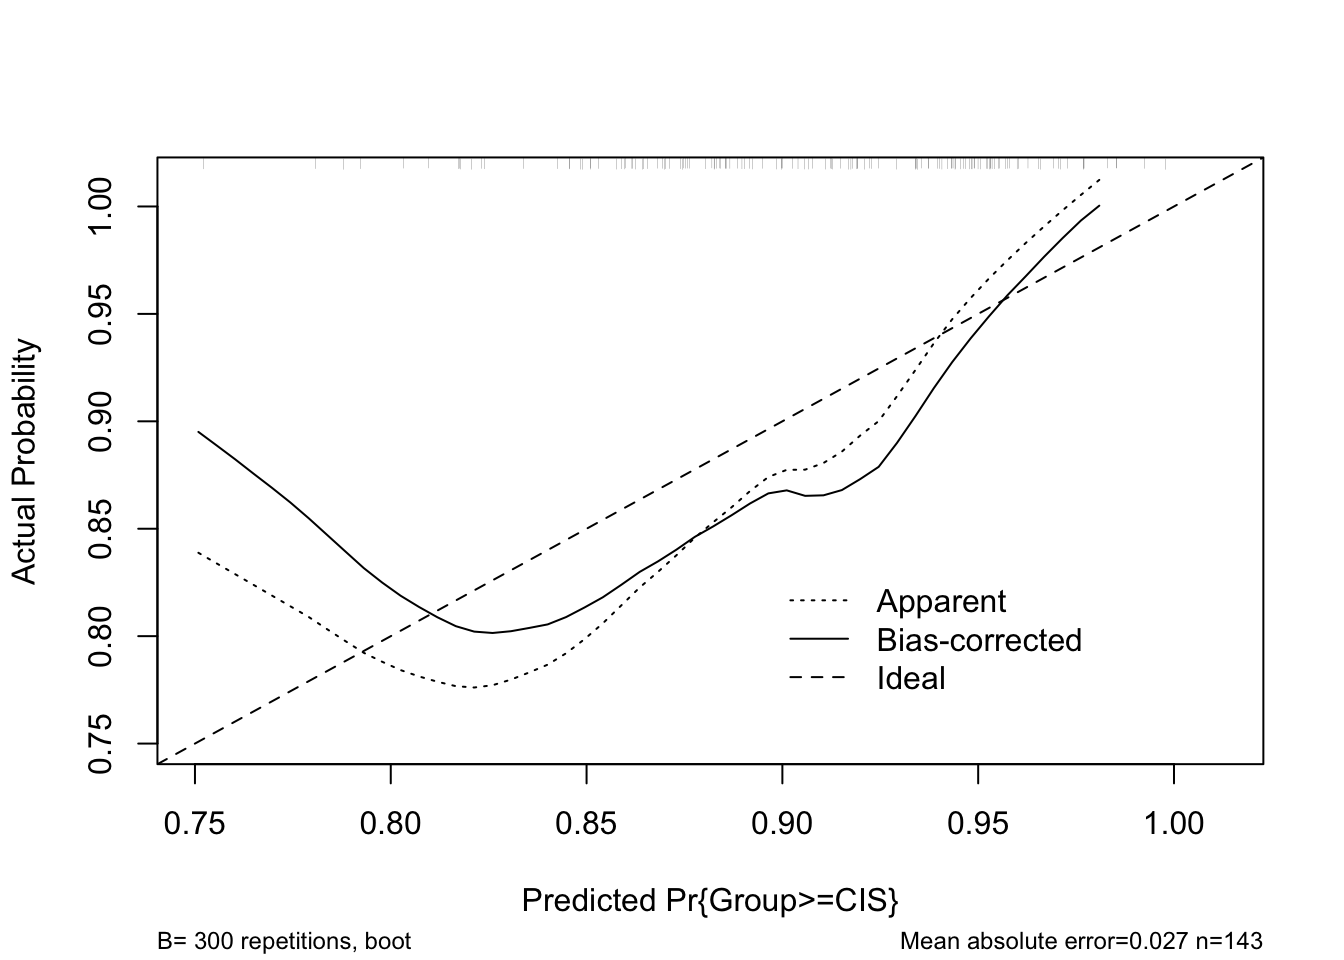 Actual Probability
1.00
0.95
0.90
0.85
0.80
0.75
Apparent
Bias-corrected
Ideal
0.75 0.80 0.85 0.90 0.95 1.00
Predicted Pr{Group>=CIS}
B= 300 repetitions, boot
Mean absolute error=0.027 n=143